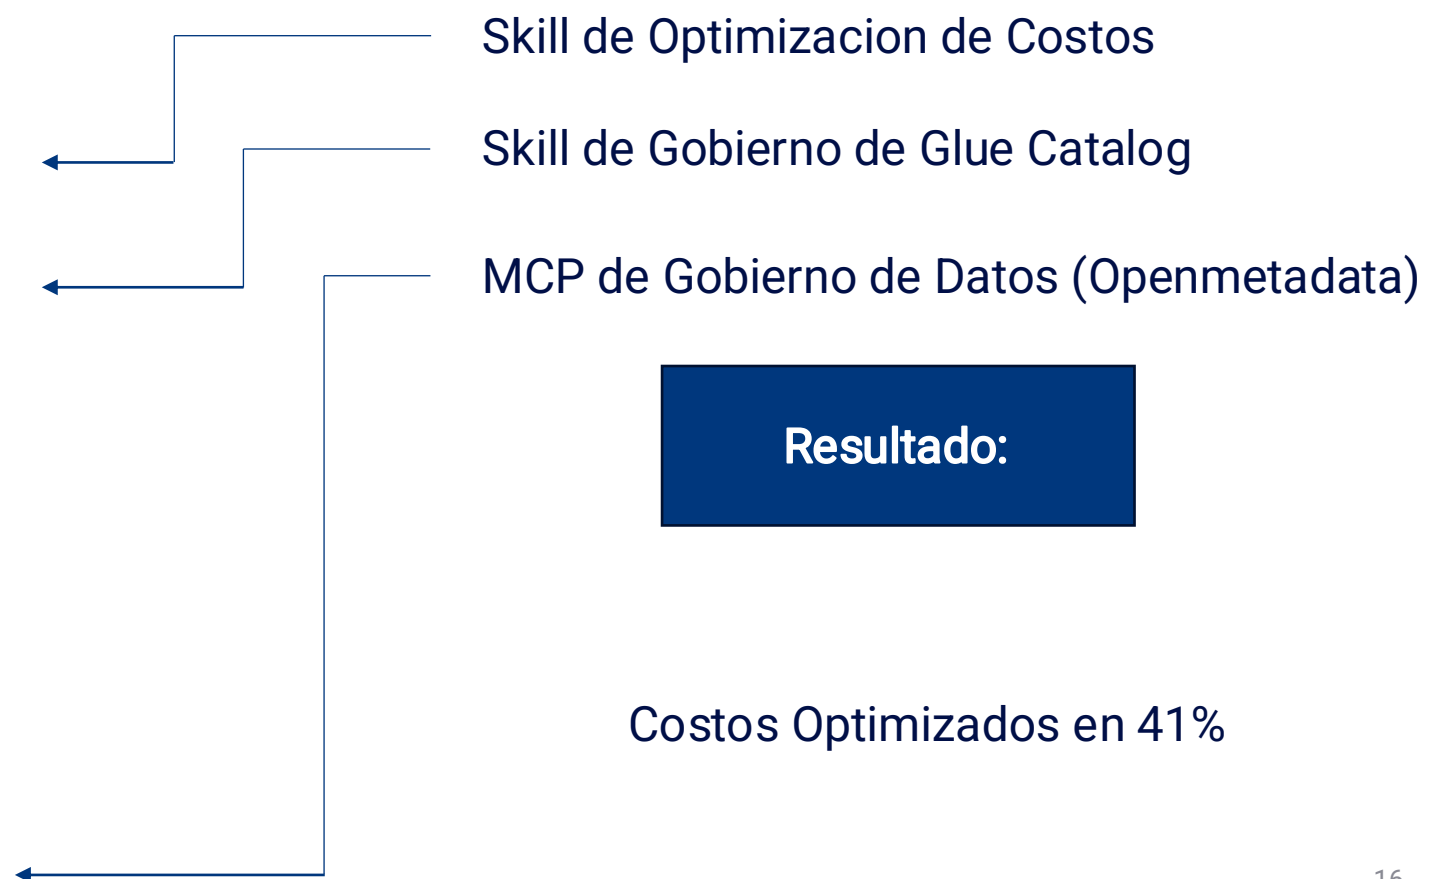 Skill de Optimizacion de Costos
Skill de Gobierno de Glue Catalog
MCP de Gobierno de Datos (Openmetadata)
Resultado:
Costos Optimizados en 41%
16